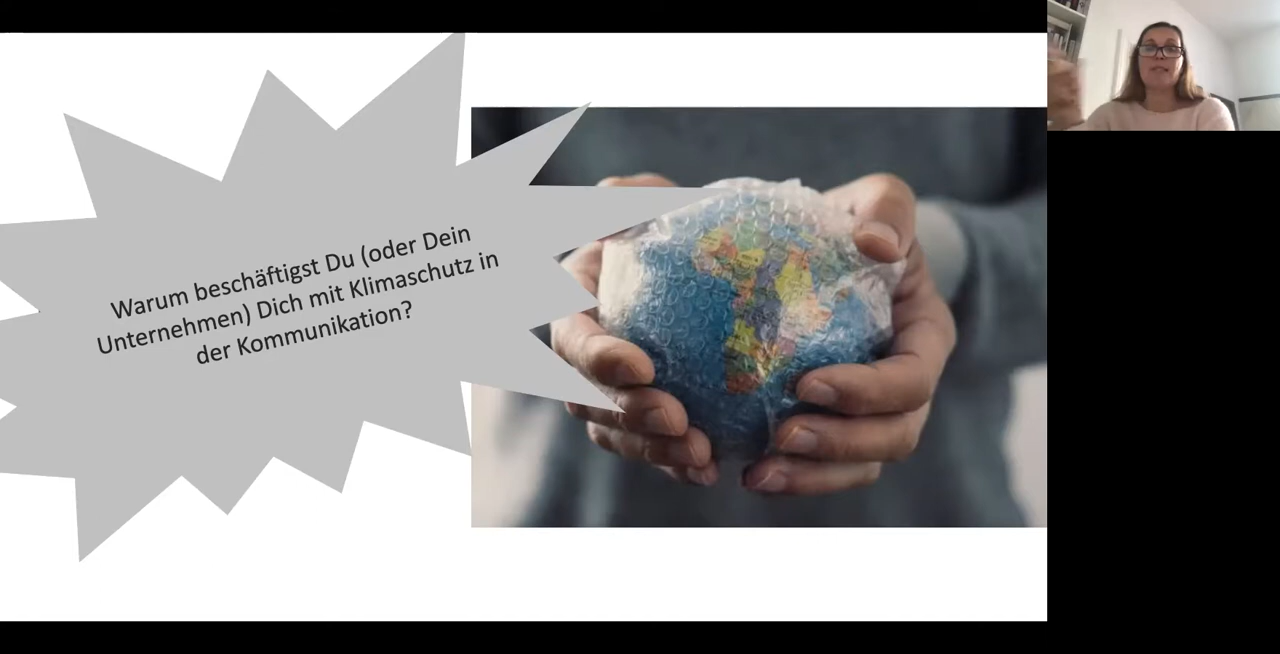 Warum beschäftigst Du (oder Dein
Unternehmen) Dich mit Klimaschutz in
der Kommunikation?